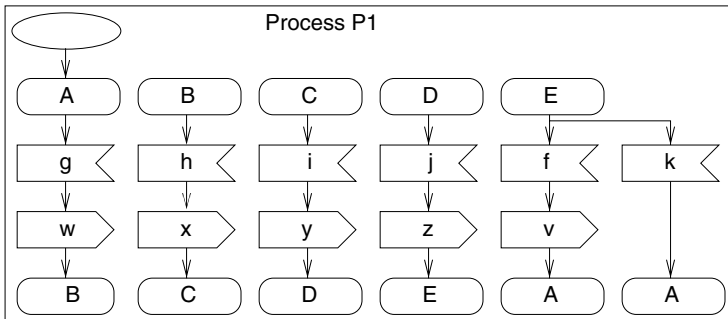 Process P1
A B C D E
g h i j f k
w x y z v
B C D E A A